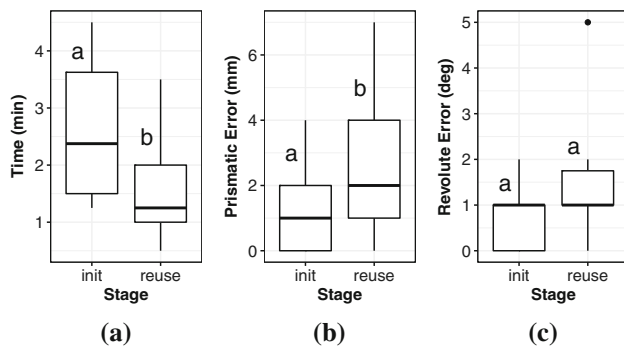 Time (min)
4
3
2
1
a
b
init
reuse
Stage
(a)
Prismatic Error (mm)
6
4
2
0
a
b
init
reuse
Stage
(b)
Revolute Error (deg)
5
4
3
2
1
0
a
a
init
reuse
Stage
(c)